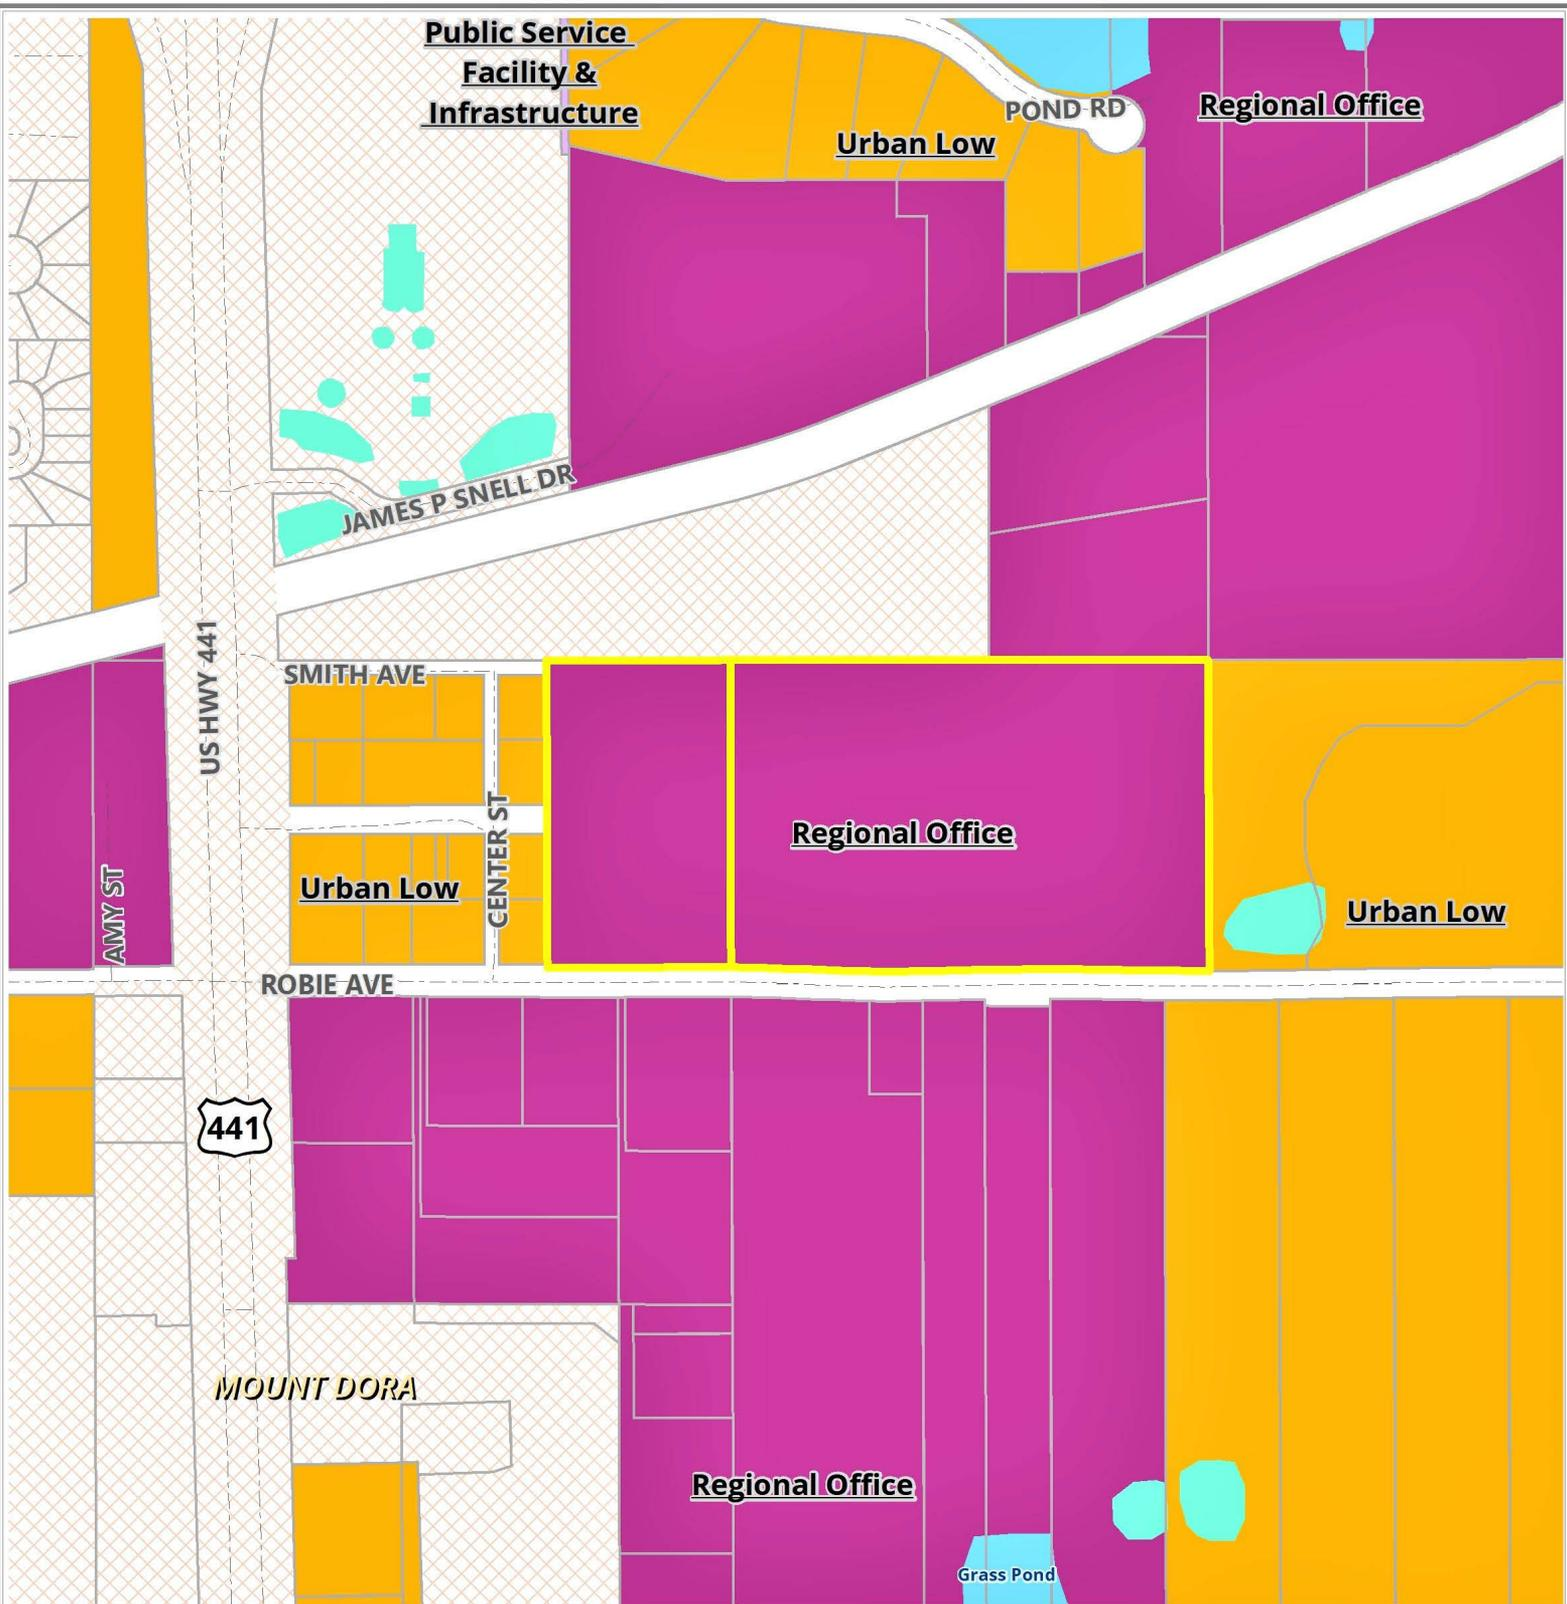 Public Service
Facility &
Infrastructure
POND RD
Regional Office
Urban Low
JAMES P SNELL DR
US HWY 441
SMITH AVE
CENTER ST
Regional Office
AMY ST
Urban Low
Urban Low
ROBIE AVE
441
MOUNT DORA
Regional Office
Grass Pond